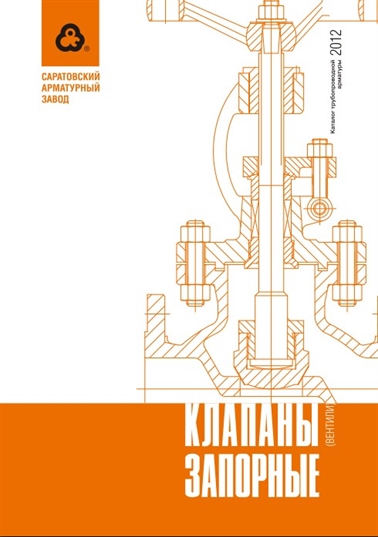 ®
САРАТОВСКИЙ
АРМАТУРНЫЙ
ЗАВОД
Каталог трубопроводной
арматуры
2012
КЛАПАНЫ
(ВЕНТИЛИ)
ЗАПОРНЫЕ